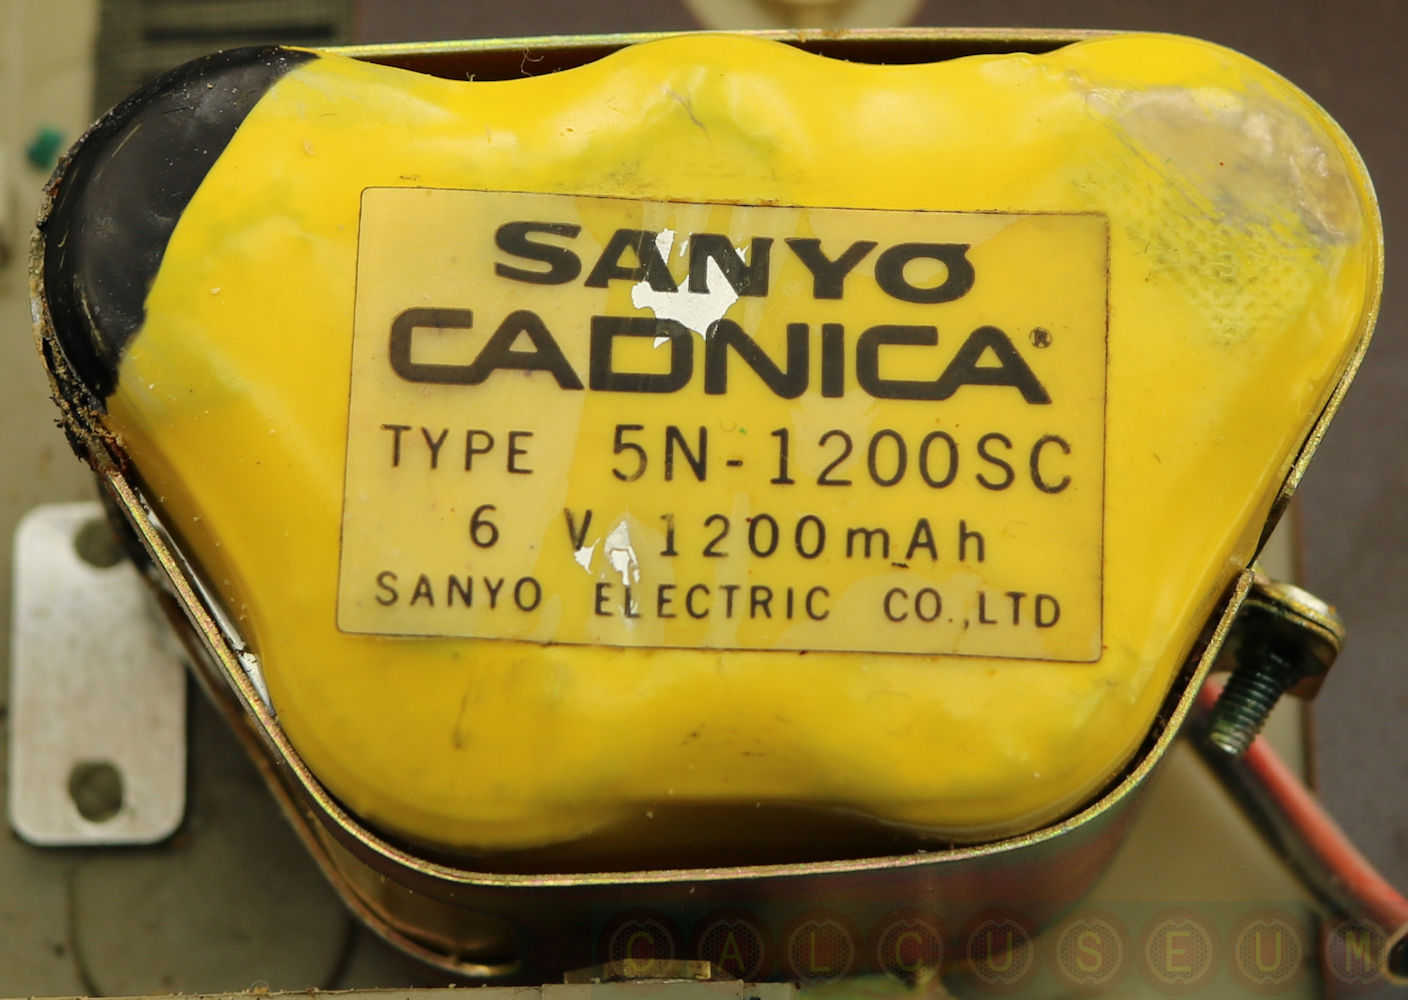 SANYO
CADNICA®
TYPE 5N-1200SC
6 V 1200mAh
SANYO ELECTRIC CO.,LTD
CALCUSEUM